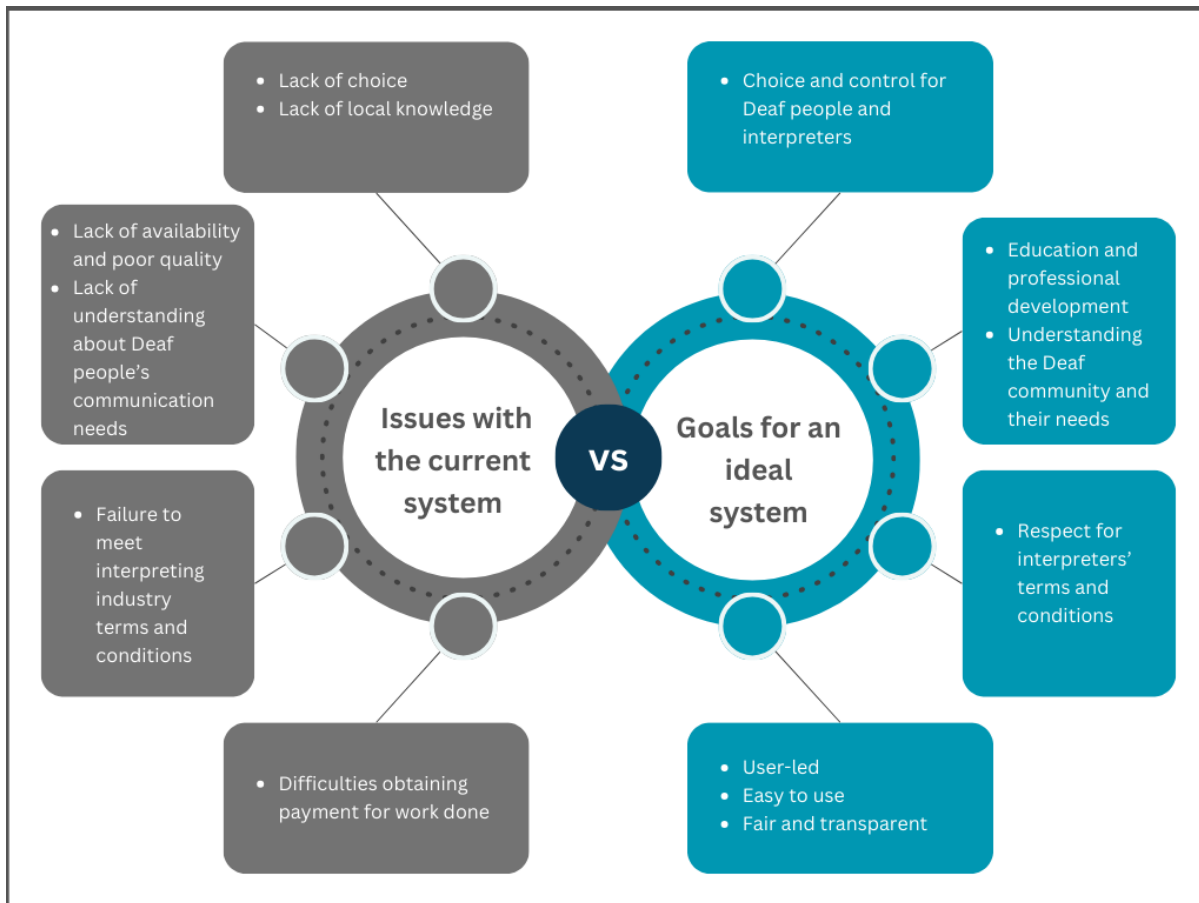 • Lack of choice
• Lack of local knowledge
• Lack of availability
and poor quality
• Lack of
understanding
about Deaf
people’s
communication
needs
• Failure to
meet
interpreting
industry
terms and
conditions
• Difficulties obtaining
payment for work done
Issues with
the current
system
VS
Goals for an
ideal
system
• Choice and control for
Deaf people and
interpreters
• Education and
professional
development
• Understanding
the Deaf
community and
their needs
• Respect for
interpreters’
terms and
conditions
• User-led
• Easy to use
• Fair and transparent